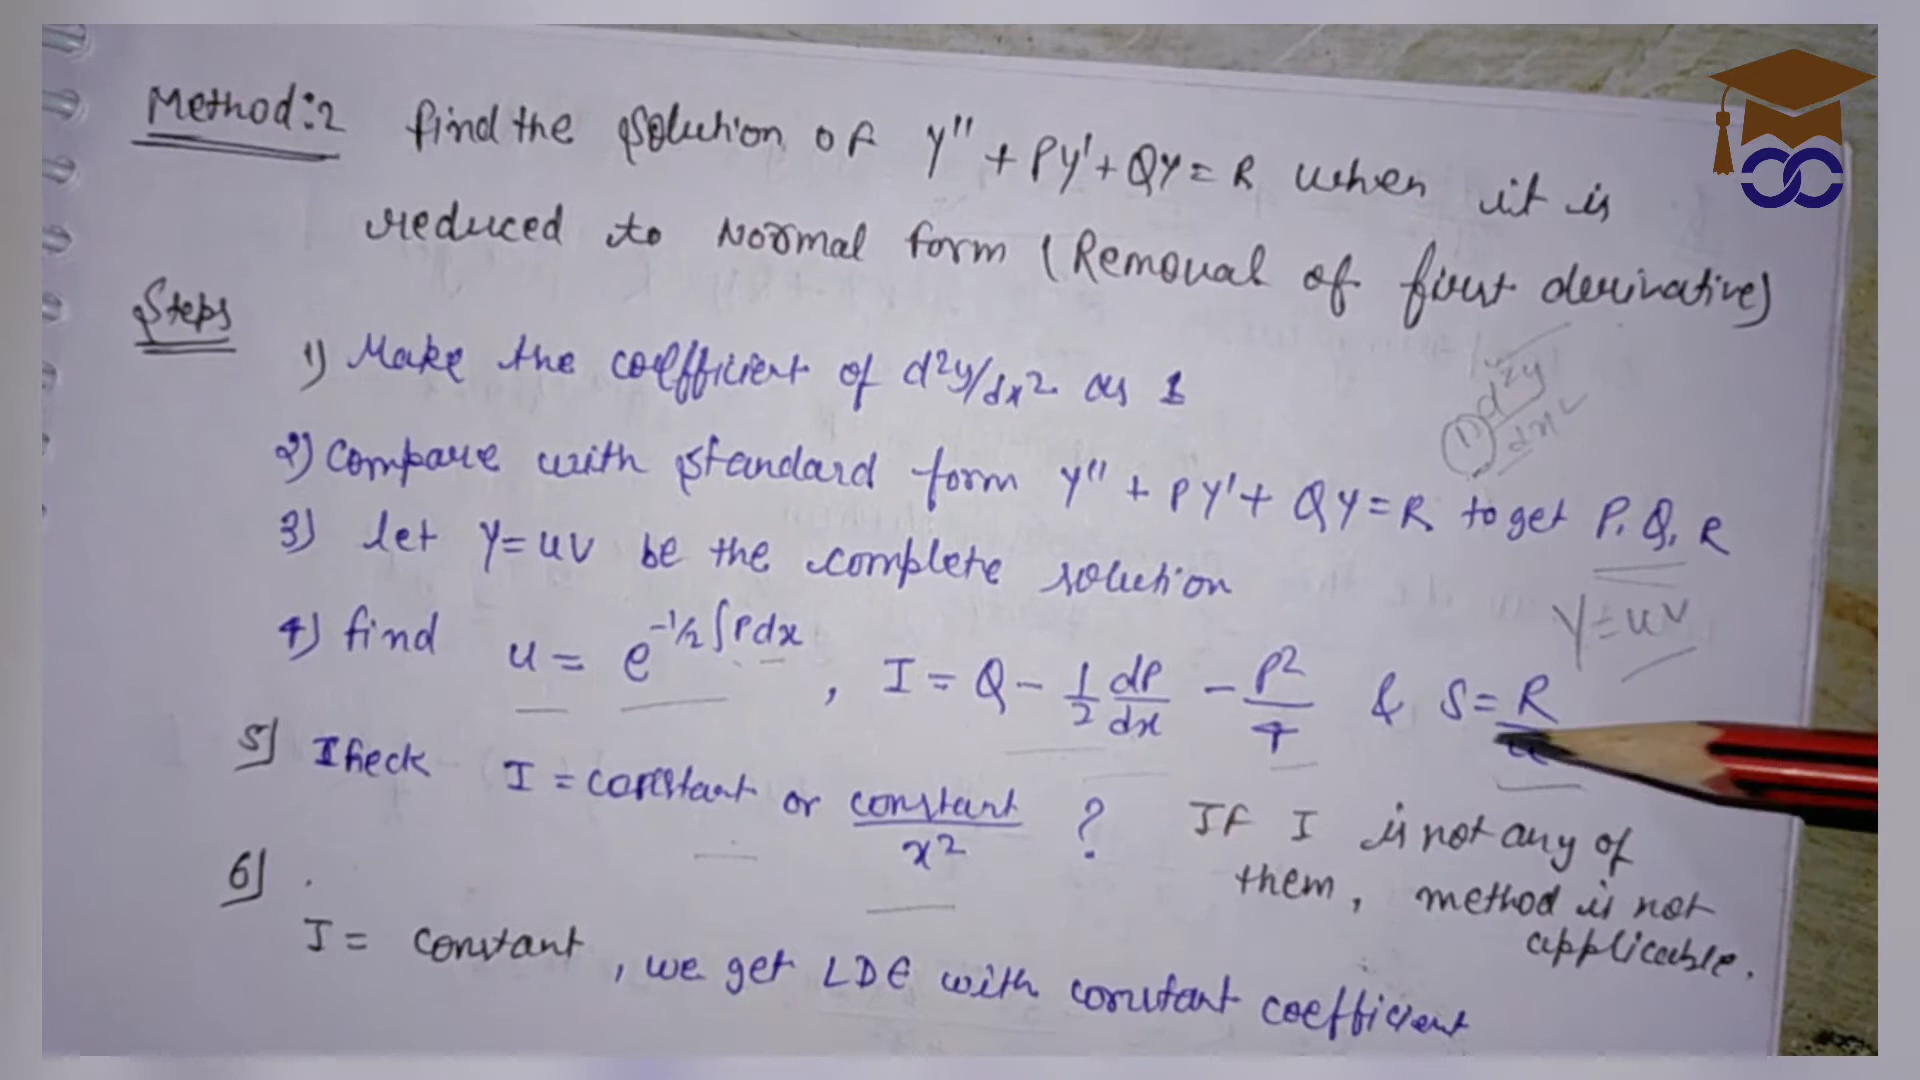 Method:2 find the solution of y'' + Py' + Qy = R when it is
reduced to Normal form (Removal of first derivative)
Steps
1) Make the coefficient of d²y/dx² as 1
1) d²y/dx²
2) Compare with standard form y'' + Py' + Qy = R to get P, Q, R
3) let y = uv be the complete solution
y = uv
4) find u = e^{-1/2 ∫Pdx} , I = Q - 1/2 dP/dx - P²/4 & S = R/u
5) Check I = constant or constant/x² ? If I is not any of
them, method is not
applicable.
6)
I = constant, we get LDE with constant coefficient